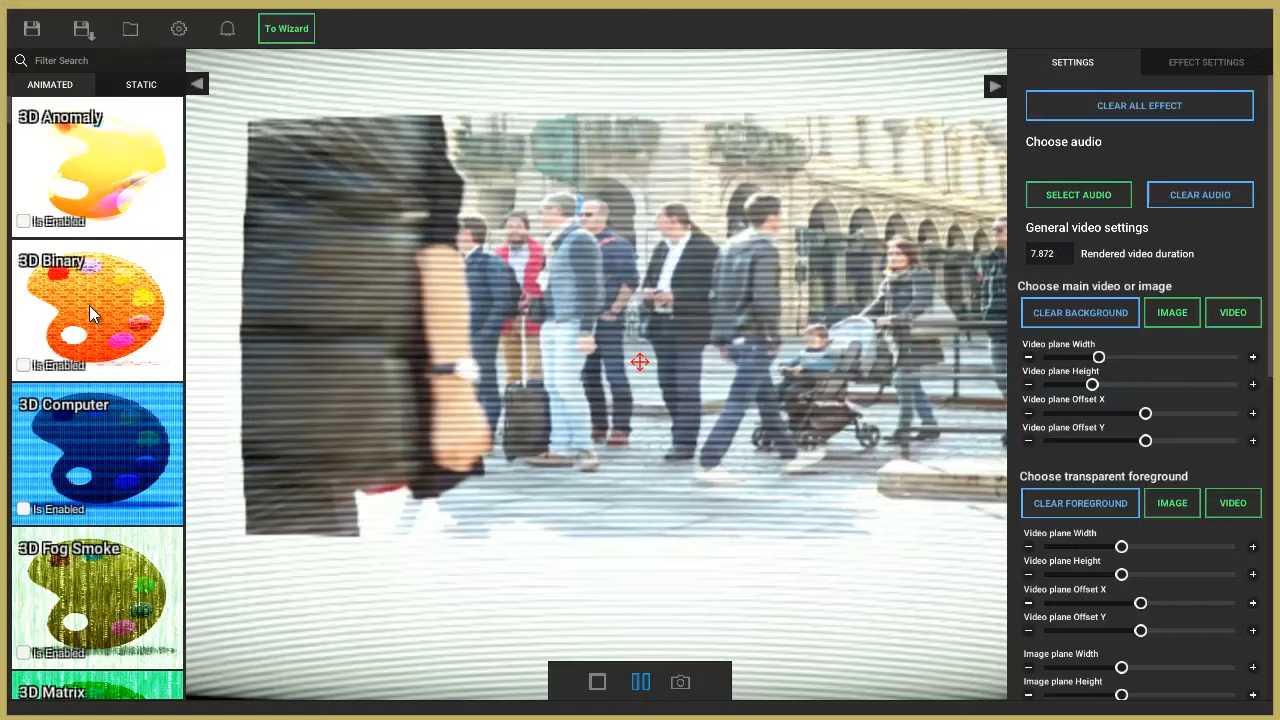 To Wizard
Filter Search
ANIMATED STATIC
3D Anomaly
Is Enabled
3D Binary
Is Enabled
3D Computer
Is Enabled
3D Fog Smoke
Is Enabled
3D Matrix
SETTINGS EFFECT SETTINGS
CLEAR ALL EFFECT
Choose audio
SELECT AUDIO CLEAR AUDIO
General video settings
7.872 Rendered video duration
Choose main video or image
CLEAR BACKGROUND IMAGE VIDEO
Video plane Width
Video plane Height
Video plane Offset X
Video plane Offset Y
Choose transparent foreground
CLEAR FOREGROUND IMAGE VIDEO
Video plane Width
Video plane Height
Video plane Offset X
Video plane Offset Y
Image plane Width
Image plane Height